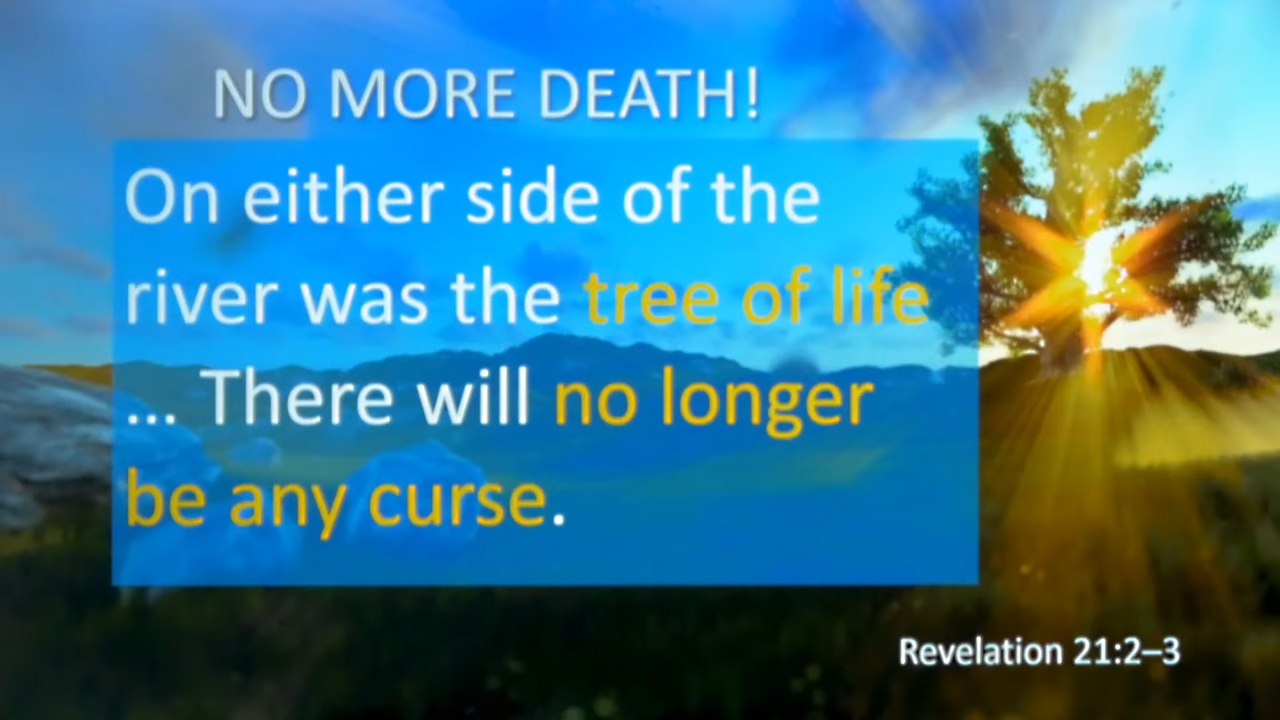 NO MORE DEATH!
On either side of the
river was the tree of life
... There will no longer
be any curse.
Revelation 21:2–3